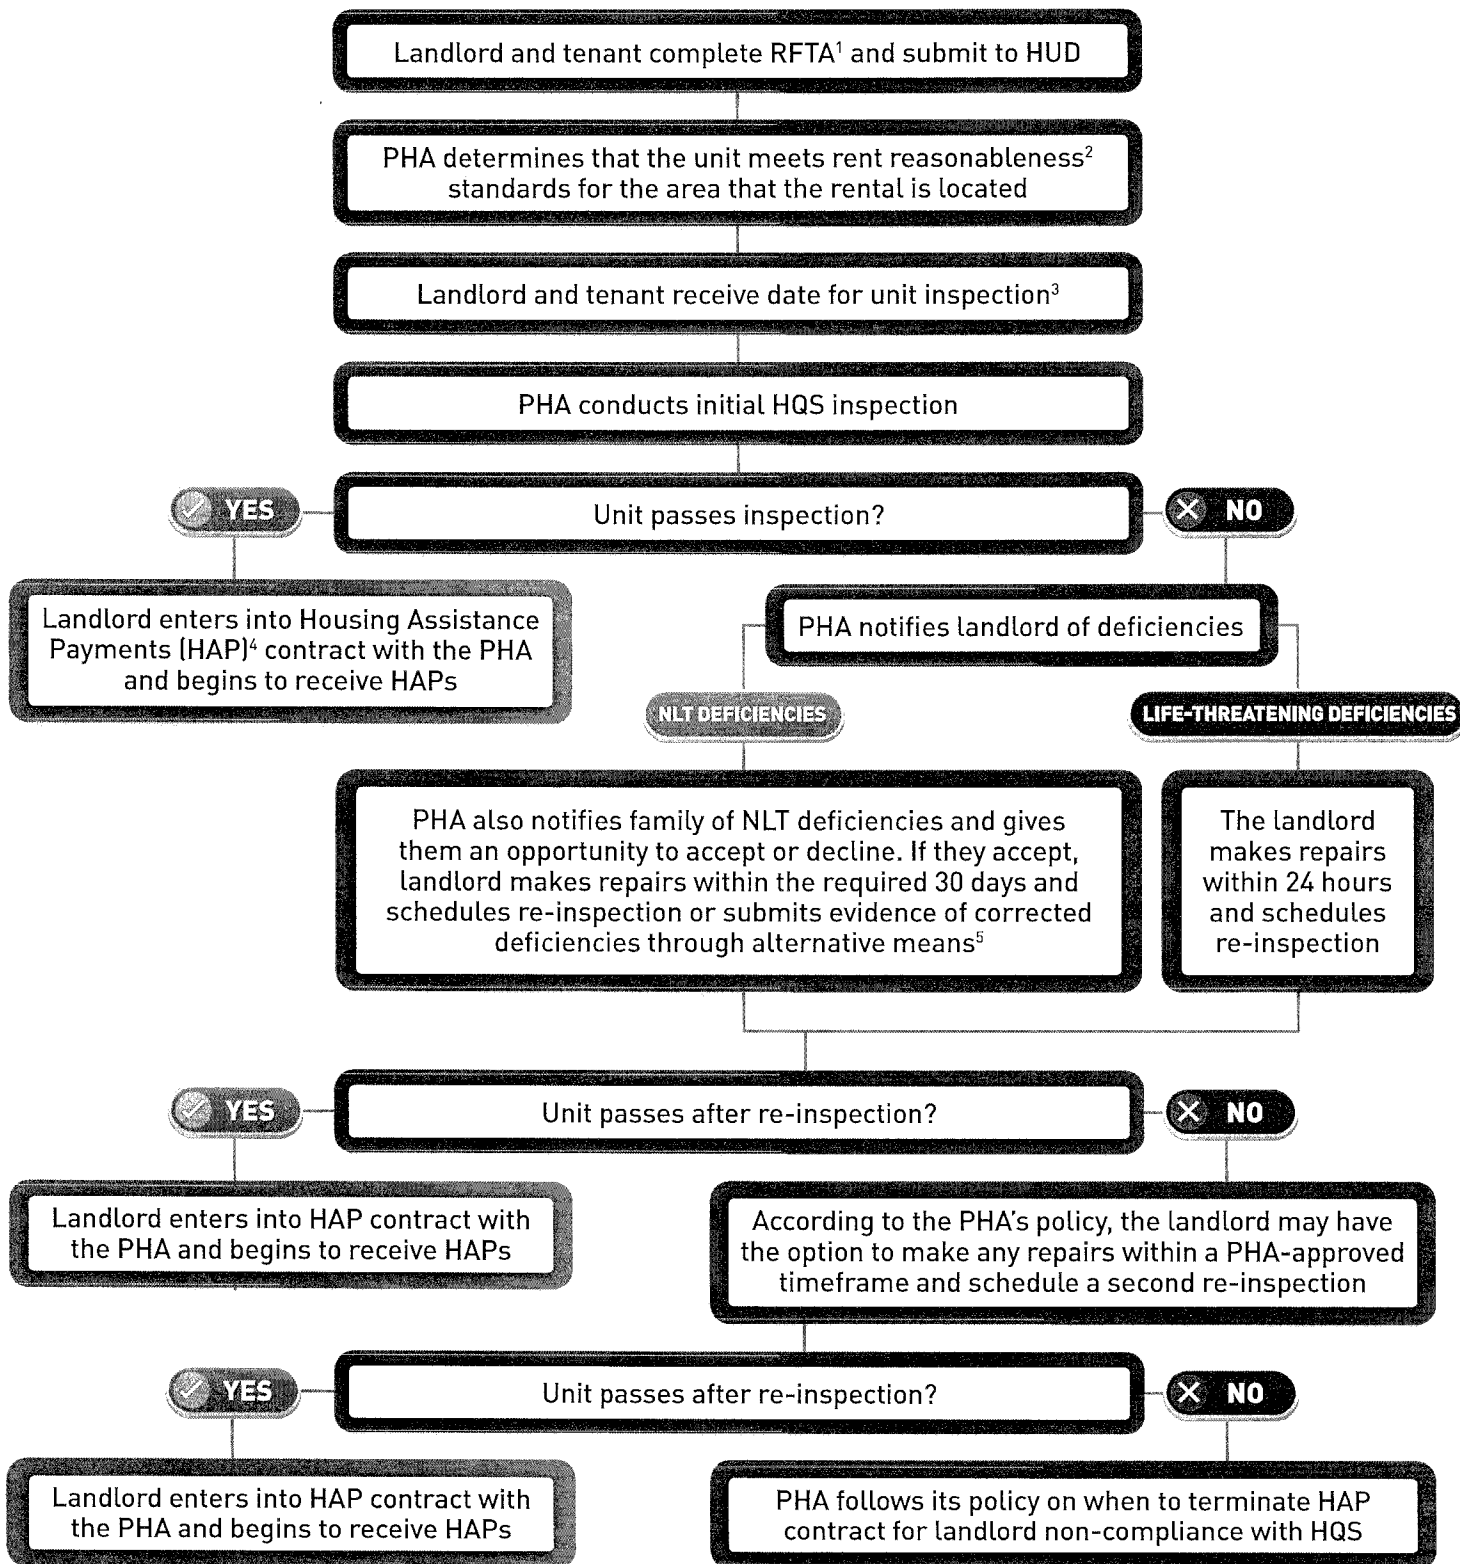 Landlord and tenant complete RFTA¹ and submit to HUD
PHA determines that the unit meets rent reasonableness²
standards for the area that the rental is located
Landlord and tenant receive date for unit inspection³
PHA conducts initial HQS inspection
Unit passes inspection?
YES
NO
Landlord enters into Housing Assistance
Payments (HAP)⁴ contract with the PHA
and begins to receive HAPs
PHA notifies landlord of deficiencies
NLT DEFICIENCIES
LIFE-THREATENING DEFICIENCIES
PHA also notifies family of NLT deficiencies and gives
them an opportunity to accept or decline. If they accept,
landlord makes repairs within the required 30 days and
schedules re-inspection or submits evidence of corrected
deficiencies through alternative means⁵
The landlord
makes repairs
within 24 hours
and schedules
re-inspection
Unit passes after re-inspection?
YES
NO
Landlord enters into HAP contract with
the PHA and begins to receive HAPs
According to the PHA's policy, the landlord may have
the option to make any repairs within a PHA-approved
timeframe and schedule a second re-inspection
Unit passes after re-inspection?
YES
NO
Landlord enters into HAP contract with
the PHA and begins to receive HAPs
PHA follows its policy on when to terminate HAP
contract for landlord non-compliance with HQS